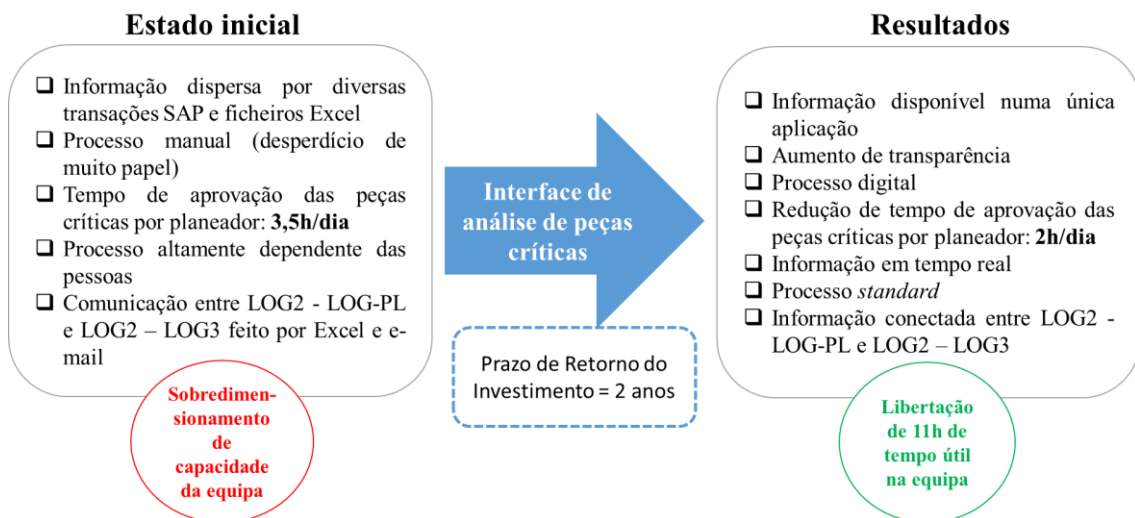 Estado inicial
❑ Informação dispersa por diversas
transações SAP e ficheiros Excel
❑ Processo manual (desperdício de
muito papel)
❑ Tempo de aprovação das peças
críticas por planeador: 3,5h/dia
❑ Processo altamente dependente das
pessoas
❑ Comunicação entre LOG2 - LOG-PL
e LOG2 – LOG3 feito por Excel e e-
mail
Sobredimen-
sionamento
de
capacidade
da equipa
Interface de
análise de peças
críticas
Prazo de Retorno do
Investimento = 2 anos
Resultados
❑ Informação disponível numa única
aplicação
❑ Aumento de transparência
❑ Processo digital
❑ Redução de tempo de aprovação das
peças críticas por planeador: 2h/dia
❑ Informação em tempo real
❑ Processo standard
❑ Informação conectada entre LOG2 -
LOG-PL e LOG2 – LOG3
Libertação
de 11h de
tempo útil
na equipa